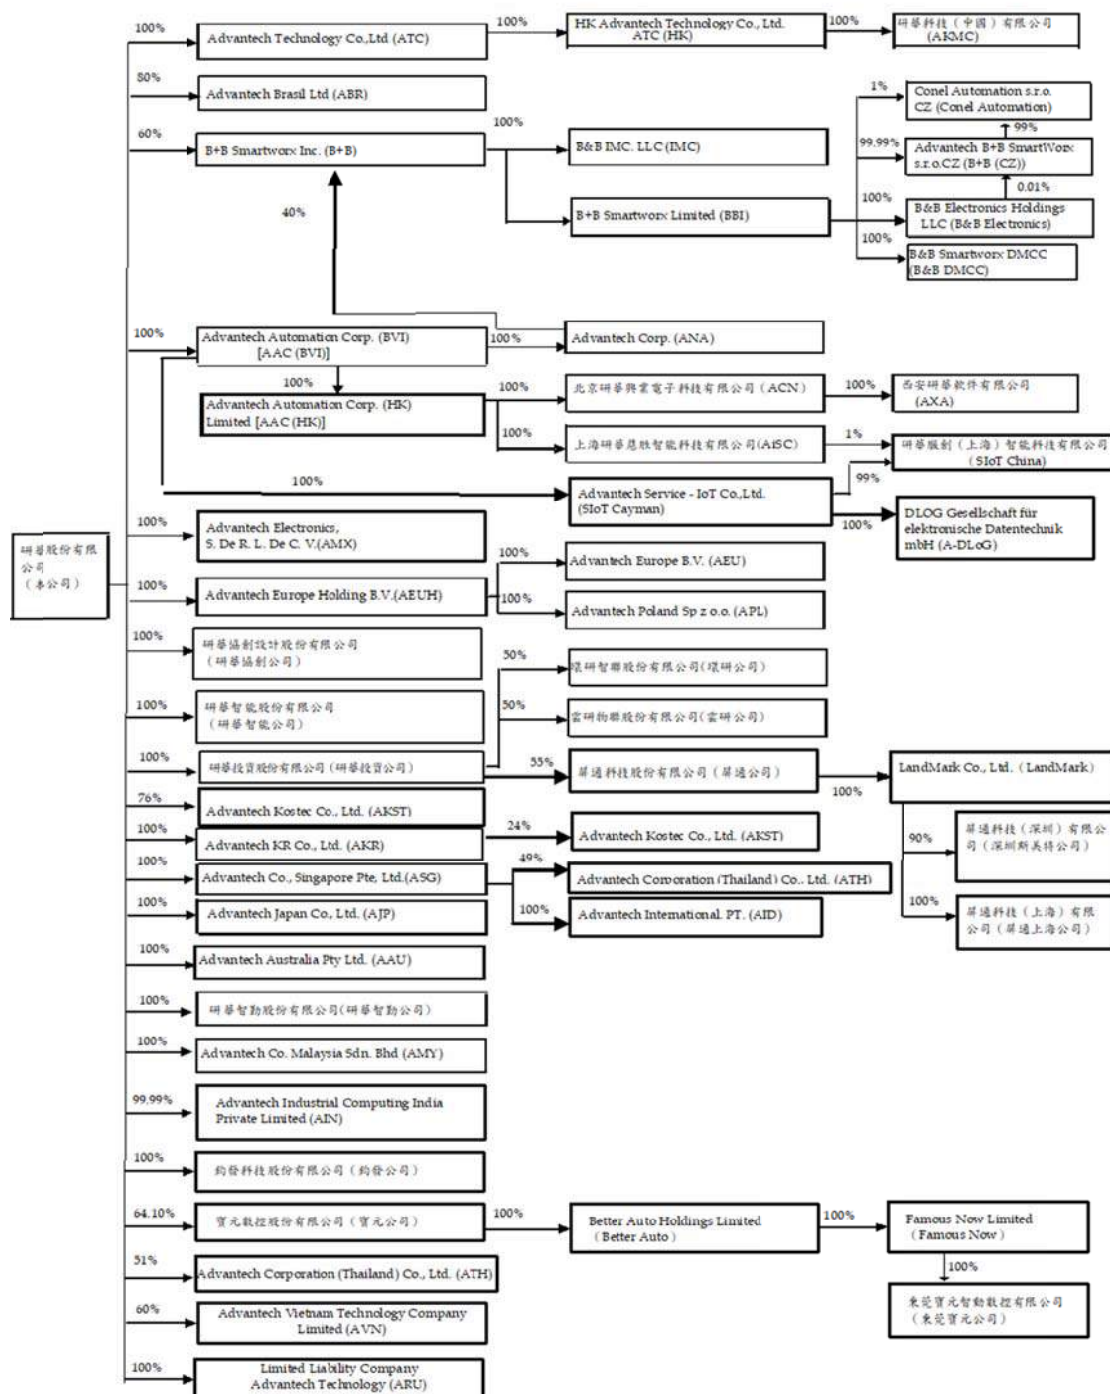 100%
Advantech Technology Co.,Ltd (ATC)
100%
HK Advantech Technology Co., Ltd.
ATC (HK)
100%
研華科技（中國）有限公司
(AKMC)
80%
Advantech Brasil Ltd (ABR)
60%
B+B Smartworx Inc. (B+B)
100%
B&B IMC. LLC (IMC)
B+B Smartworx Limited (BBI)
1%
Conel Automation s.r.o.
CZ (Conel Automation)
99%
99.99%
Advantech B+B SmartWorx
s.r.o.CZ (B+B (CZ))
0.01%
100%
B&B Electronics Holdings
LLC (B&B Electronics)
100%
B&B Smartworx DMCC
(B&B DMCC)
40%
100%
Advantech Automation Corp. (BVI)
[AAC (BVI)]
100%
Advantech Corp. (ANA)
100%
Advantech Automation Corp. (HK)
Limited [AAC (HK)]
100%
北京研華興業電子科技有限公司（ACN）
100%
西安研華軟件有限公司
(AXA)
100%
上海研華慧勝智能科技有限公司(AiSC)
1%
研華服創（上海）智能科技有限公司
(SIoT China)
100%
Advantech Service - IoT Co.,Ltd.
(SIoT Cayman)
99%
100%
DLOG Gesellschaft für
elektronische Datentechnik
mbH (A-DLoG)
研華股份有限
公司
（本公司）
100%
Advantech Electronics,
S. De R. L. De C. V.(AMX)
100%
Advantech Europe Holding B.V.(AEUH)
100%
Advantech Europe B.V. (AEU)
100%
Advantech Poland Sp z o.o. (APL)
100%
研華協創設計股份有限公司
（研華協創公司）
100%
研華智能股份有限公司
（研華智能公司）
50%
環研智聯股份有限公司(環研公司)
50%
雲研物聯股份有限公司(雲研公司)
100%
研華投資股份有限公司（研華投資公司）
55%
屏通科技股份有限公司（屏通公司）
100%
LandMark Co., Ltd.（LandMark）
76%
Advantech Kostec Co., Ltd. (AKST)
100%
Advantech KR Co., Ltd. (AKR)
24%
Advantech Kostec Co., Ltd. (AKST)
90%
屏通科技（深圳）有限公
司（深圳斯美特公司）
100%
Advantech Co., Singapore Pte, Ltd.(ASG)
49%
Advantech Corporation (Thailand) Co., Ltd. (ATH)
100%
Advantech International. PT. (AID)
100%
屏通科技（上海）有限
公司（屏通上海公司）
100%
Advantech Japan Co., Ltd. (AJP)
100%
Advantech Australia Pty Ltd. (AAU)
100%
研華智勤股份有限公司(研華智勤公司)
100%
Advantech Co. Malaysia Sdn. Bhd (AMY)
99.99%
Advantech Industrial Computing India
Private Limited (AIN)
100%
鈞發科技股份有限公司（鈞發公司）
64.10%
寶元數控股份有限公司（寶元公司）
100%
Better Auto Holdings Limited
（Better Auto）
100%
Famous Now Limited
（Famous Now）
100%
東莞寶元智動數控有限公司
（東莞寶元公司）
51%
Advantech Corporation (Thailand) Co., Ltd. (ATH)
60%
Advantech Vietnam Technology Company
Limited (AVN)
100%
Limited Liability Company
Advantech Technology (ARU)